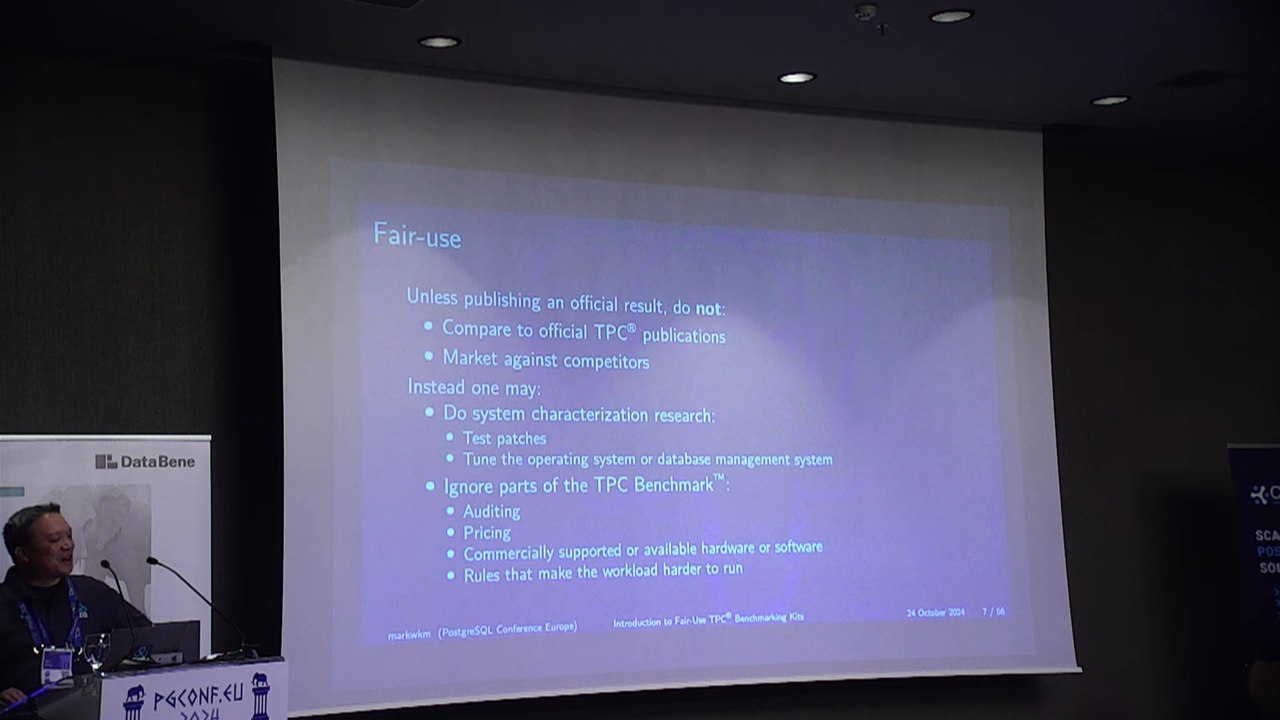 Fair-use
Unless publishing an official result, do not:
Compare to official TPC® publications
Market against competitors
Instead one may:
Do system characterization research:
Test patches
Tune the operating system or database management system
Ignore parts of the TPC Benchmark™:
Auditing
Pricing
Commercially supported or available hardware or software
Rules that make the workload harder to run
markwkm (PostgreSQL Conference Europe)
Introduction to Fair-Use TPC® Benchmarking Kits
24 October 2024
7 / 56
DataBene
PGCONF.EU
2024
SCA
POS
SOL